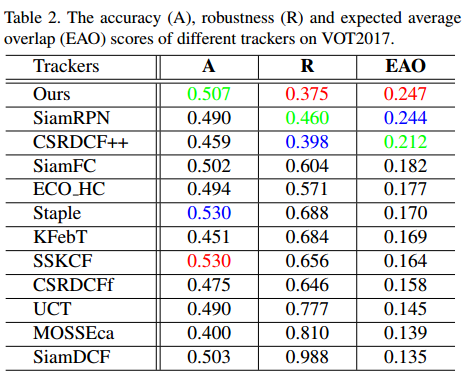 Table 2. The accuracy (A), robustness (R) and expected average
overlap (EAO) scores of different trackers on VOT2017.
Trackers A R EAO
Ours 0.507 0.375 0.247
SiamRPN 0.490 0.460 0.244
CSRDCF++ 0.459 0.398 0.212
SiamFC 0.502 0.604 0.182
ECO_HC 0.494 0.571 0.177
Staple 0.530 0.688 0.170
KFebT 0.451 0.684 0.169
SSKCF 0.530 0.656 0.164
CSRDCFf 0.475 0.646 0.158
UCT 0.490 0.777 0.145
MOSSEca 0.400 0.810 0.139
SiamDCF 0.503 0.988 0.135